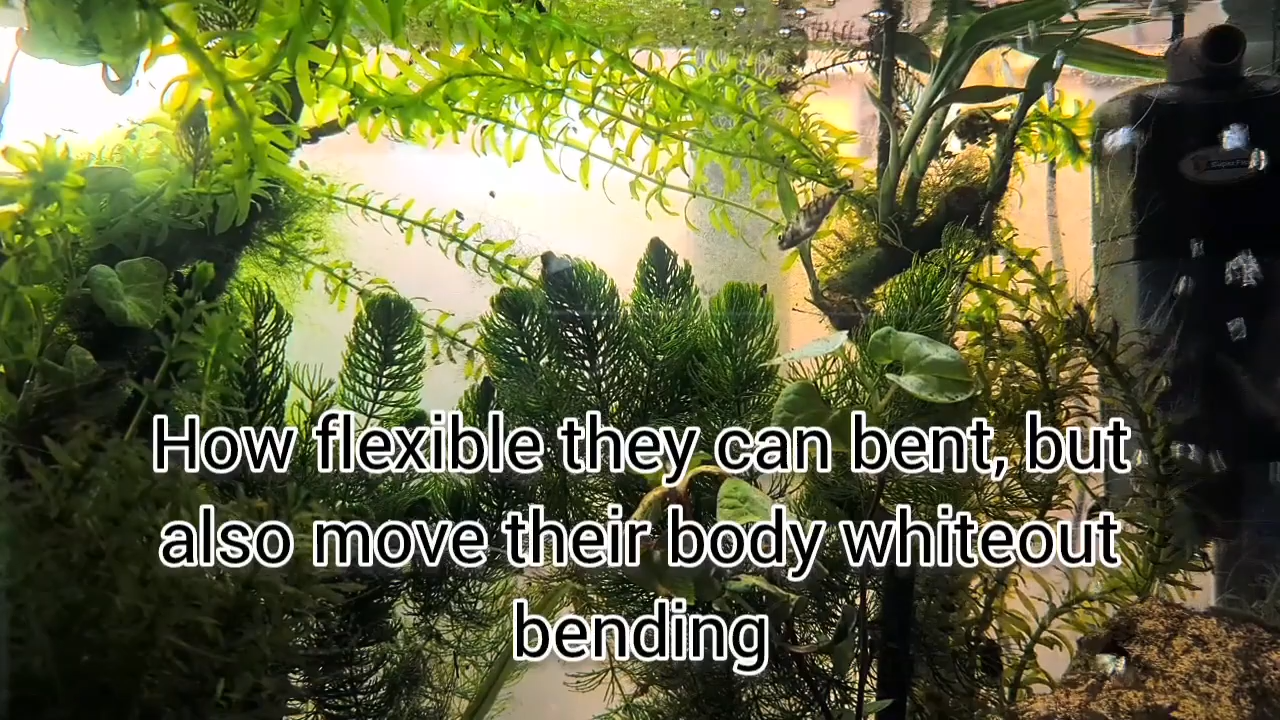 How flexible they can bent, but
also move their body whiteout
bending